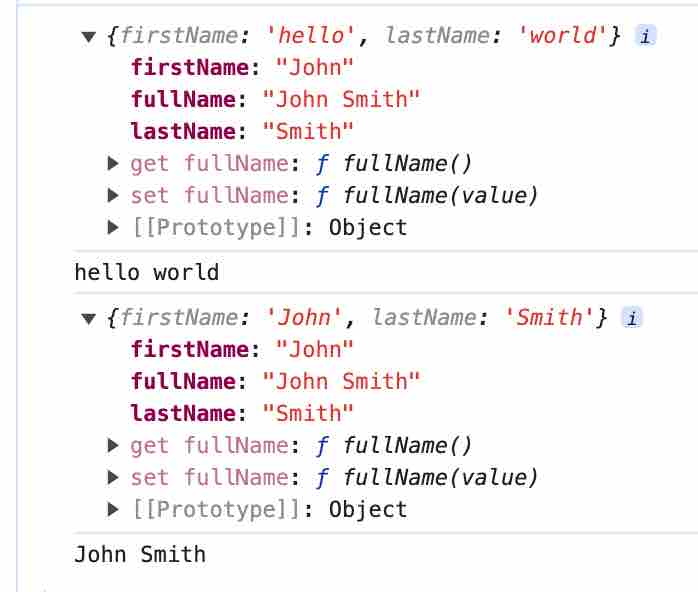 ▼ {firstName: 'hello', lastName: 'world'} i
firstName: "John"
fullName: "John Smith"
lastName: "Smith"
▶ get fullName: ƒ fullName()
▶ set fullName: ƒ fullName(value)
▶ [[Prototype]]: Object
hello world
▼ {firstName: 'John', lastName: 'Smith'} i
firstName: "John"
fullName: "John Smith"
lastName: "Smith"
▶ get fullName: ƒ fullName()
▶ set fullName: ƒ fullName(value)
▶ [[Prototype]]: Object
John Smith